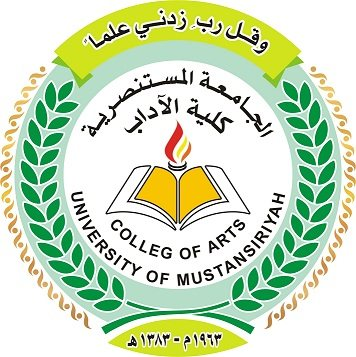 وقل ربِ زدني علماً
الجامعة المستنصرية
كلية الآداب
COLLEG OF ARTS
UNIVERSITY OF MUSTANSIRIYAH
١٩٦٣م - ١٣٨٣هـ